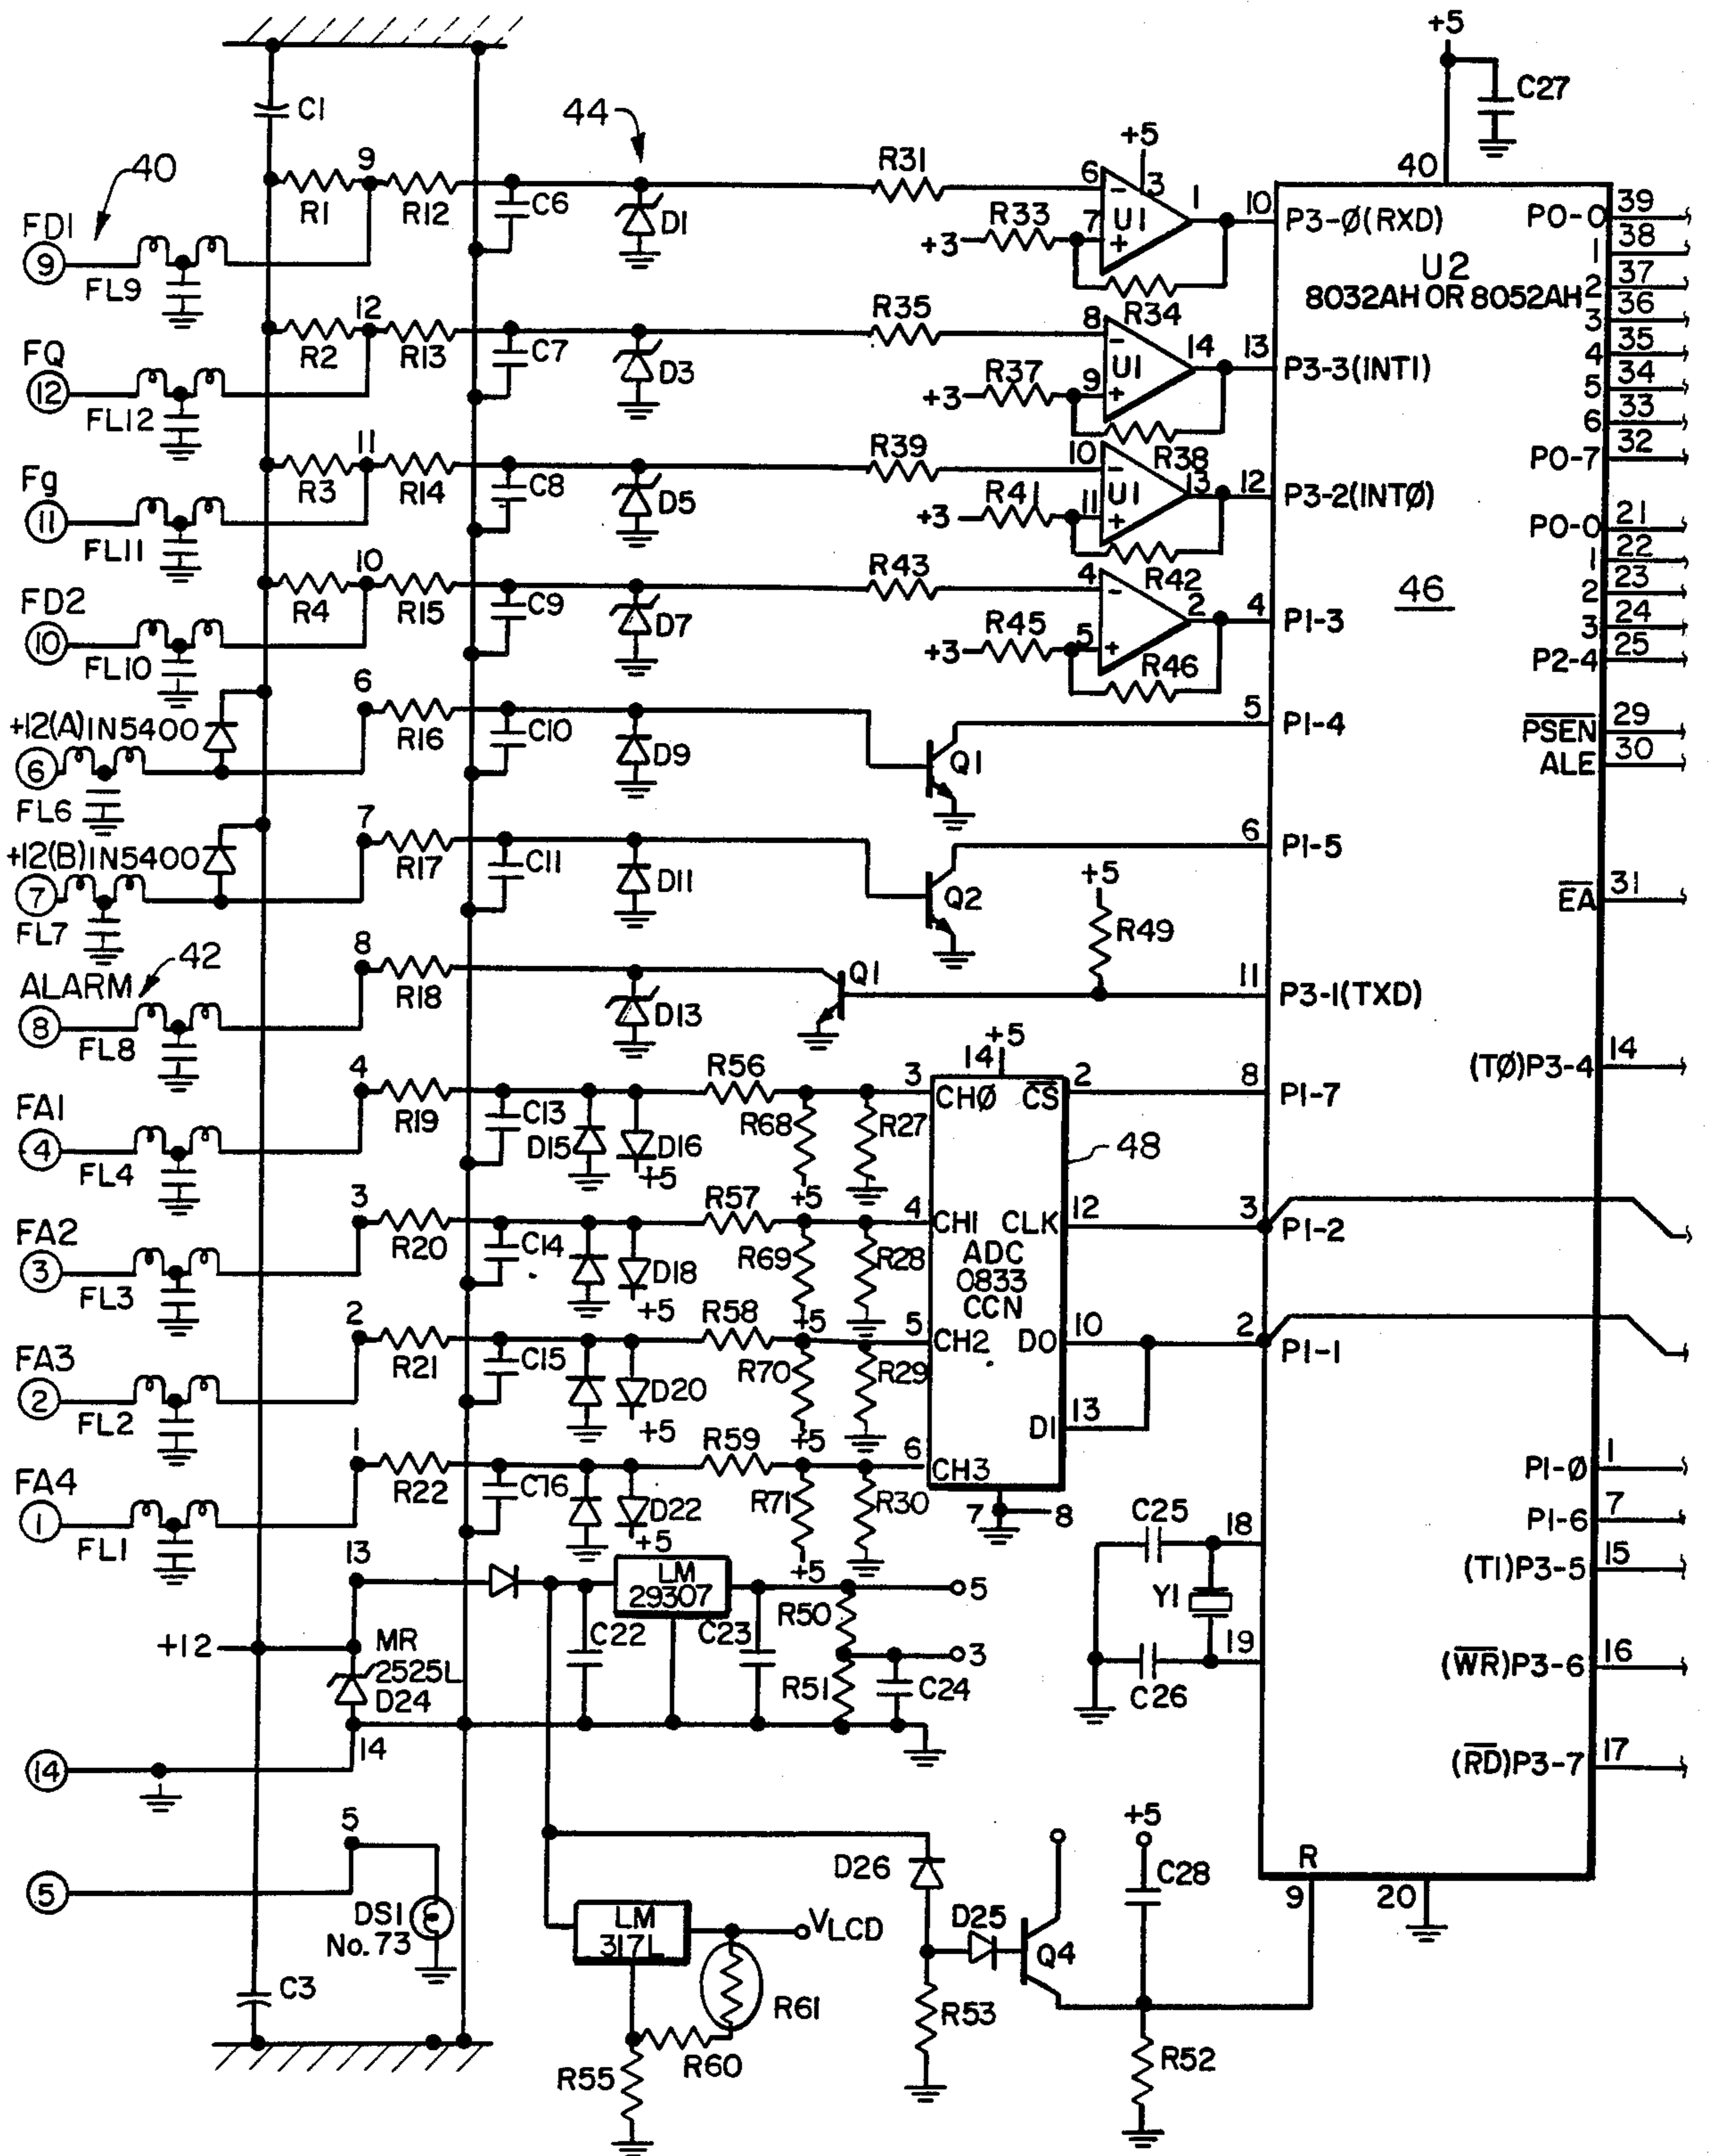 +5
C27
C1
44
40
9
R1
R12
C6
D1
R31
6
-
+5
3
U1
1
R33
7
+
+3
R34
10
P3-Ø(RXD)
40
FD1
9
FL9
U2
8032AH OR 8052AH
46
PO-0
39
1
38
2
37
3
36
4
35
5
34
6
33
PO-7
32
PO-0
21
1
22
2
23
3
24
P2-4
25
PSEN
29
ALE
30
EA
31
(TØ)P3-4
14
P1-Ø
1
P1-6
7
(T1)P3-5
15
(WR)P3-6
16
(RD)P3-7
17
FQ
12
FL12
12
R2
R13
C7
D3
R35
8
-
U1
14
R37
9
+
+3
R38
13
P3-3(INT1)
Fg
11
FL11
11
R3
R14
C8
D5
R39
10
-
U1
13
R41
11
+
+3
R42
12
P3-2(INTØ)
FD2
10
FL10
10
R4
R15
C9
D7
R43
4
-
2
R45
5
+
+3
R46
4
P1-3
+12(A)IN5400
6
FL6
6
R16
C10
D9
Q1
5
P1-4
+12(B)IN5400
7
FL7
7
R17
C11
D11
Q2
6
P1-5
ALARM
42
8
FL8
8
R18
D13
Q1
+5
R49
11
P3-1(TXD)
FA1
4
FL4
4
R19
C13
D15
D16
+5
R56
R68
+5
R27
3
CHØ
14
+5
CS
2
8
P1-7
48
FA2
3
FL3
3
R20
C14
D18
+5
R57
R69
+5
R28
4
CH1
CLK
12
3
P1-2
ADC
0833
CCN
FA3
2
FL2
2
R21
C15
D20
+5
R58
R70
+5
R29
5
CH2
DO
10
2
P1-1
DI
13
FA4
1
FL1
1
R22
C16
D22
+5
R59
R71
+5
R30
6
CH3
7
8
C25
18
Y1
19
C26
13
+12
MR
2525L
D24
14
14
LM
29307
C22
C23
R50
5
3
R51
C24
5
5
DS1
No. 73
C3
LM
317L
VLCD
R61
R60
R55
D26
D25
R53
Q4
+5
C28
R52
R
9
20